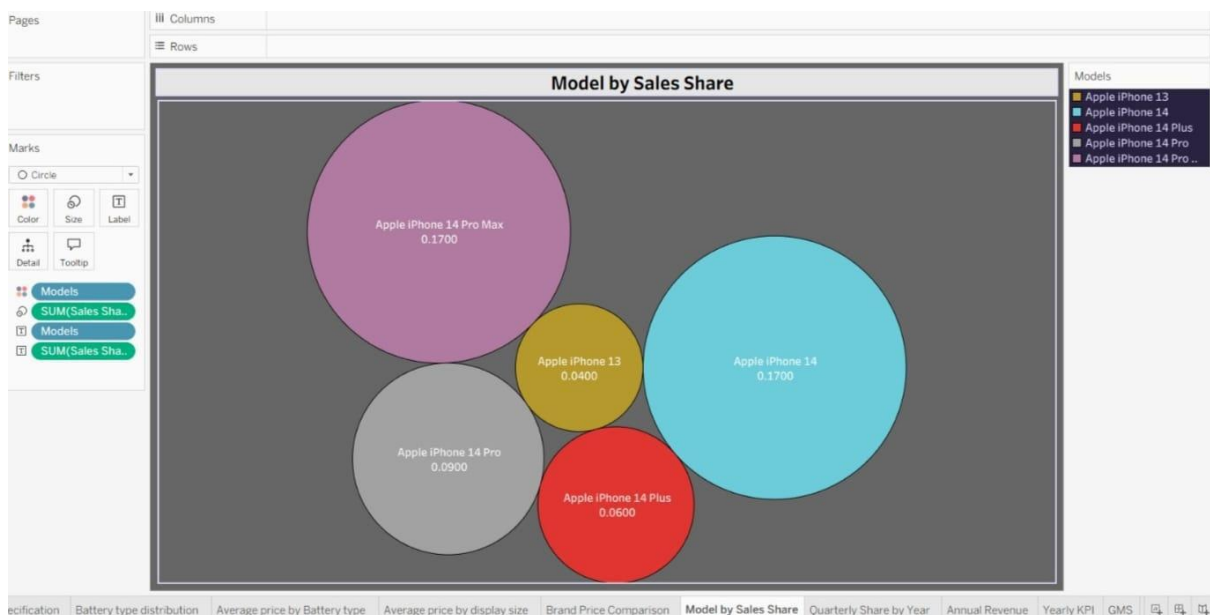 Pages
Columns
Rows
Model by Sales Share
Filters
Models
Apple iPhone 13
Apple iPhone 14
Apple iPhone 14 Plus
Apple iPhone 14 Pro
Apple iPhone 14 Pro ..
Marks
Circle
Color
Size
Label
Detail
Tooltip
Models
SUM(Sales Sha..
Models
SUM(Sales Sha..
Apple iPhone 14 Pro Max
0.1700
Apple iPhone 13
0.0400
Apple iPhone 14
0.1700
Apple iPhone 14 Pro
0.0900
Apple iPhone 14 Plus
0.0600
ecification Battery type distribution Average price by Battery type Average price by display size Brand Price Comparison Model by Sales Share Quarterly Share by Year Annual Revenue Yearly KPI GMS